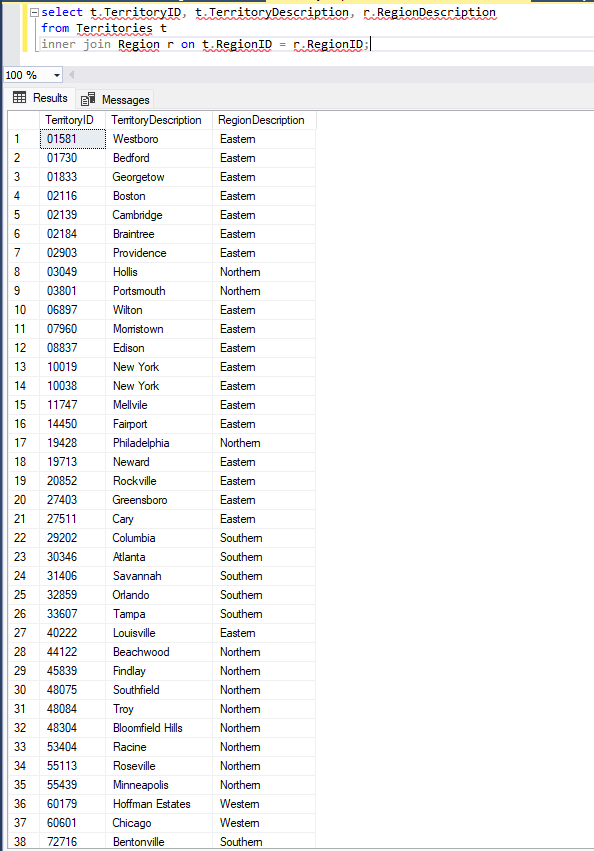 select t.TerritoryID, t.TerritoryDescription, r.RegionDescription
from Territories t
inner join Region r on t.RegionID = r.RegionID;
100 %
Results Messages
TerritoryID TerritoryDescription RegionDescription
1 01581 Westboro Eastern
2 01730 Bedford Eastern
3 01833 Georgetow Eastern
4 02116 Boston Eastern
5 02139 Cambridge Eastern
6 02184 Braintree Eastern
7 02903 Providence Eastern
8 03049 Hollis Northern
9 03801 Portsmouth Northern
10 06897 Wilton Eastern
11 07960 Morristown Eastern
12 08837 Edison Eastern
13 10019 New York Eastern
14 10038 New York Eastern
15 11747 Mellvile Eastern
16 14450 Fairport Eastern
17 19428 Philadelphia Northern
18 19713 Neward Eastern
19 20852 Rockville Eastern
20 27403 Greensboro Eastern
21 27511 Cary Eastern
22 29202 Columbia Southern
23 30346 Atlanta Southern
24 31406 Savannah Southern
25 32859 Orlando Southern
26 33607 Tampa Southern
27 40222 Louisville Eastern
28 44122 Beachwood Northern
29 45839 Findlay Northern
30 48075 Southfield Northern
31 48084 Troy Northern
32 48304 Bloomfield Hills Northern
33 53404 Racine Northern
34 55113 Roseville Northern
35 55439 Minneapolis Northern
36 60179 Hoffman Estates Western
37 60601 Chicago Western
38 72716 Bentonville Southern